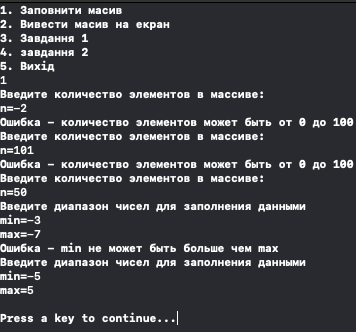 1. Заповнити масив
2. Вивести масив на екран
3. Завдання 1
4. завдання 2
5. Вихід
1
Введите количество элементов в массиве:
n=-2
Ошибка - количество элементов может быть от 0 до 100
Введите количество элементов в массиве:
n=101
Ошибка - количество элементов может быть от 0 до 100
Введите количество элементов в массиве:
n=50
Введите диапазон чисел для заполнения данными
min=-3
max=-7
Ошибка - min не может быть больше чем max
Введите диапазон чисел для заполнения данными
min=-5
max=5
Press a key to continue...